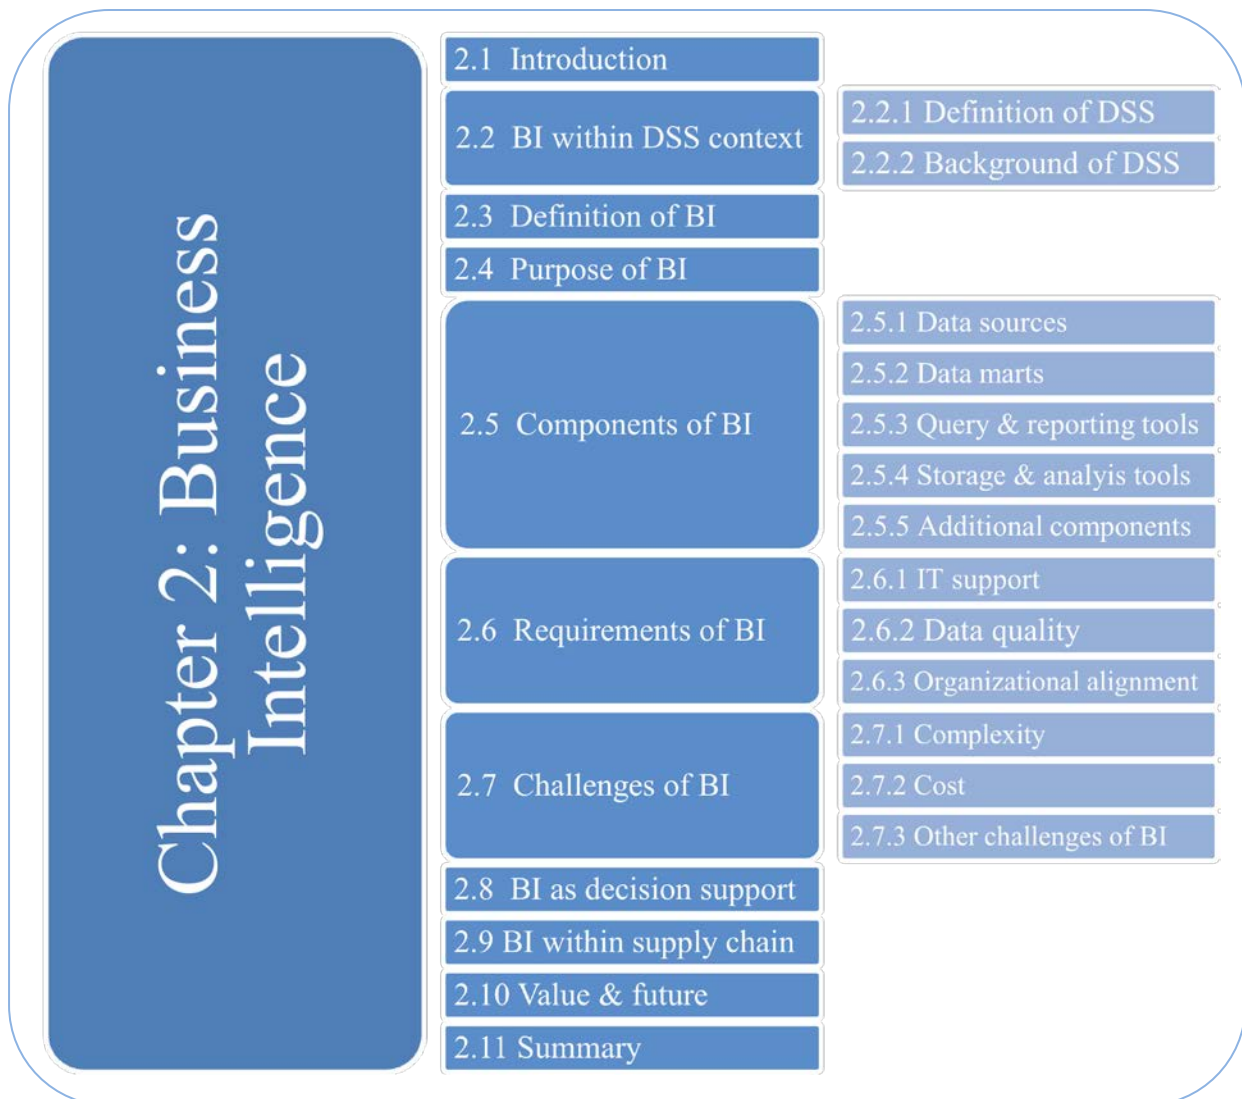 Chapter 2: Business
Intelligence
2.1 Introduction
2.2 BI within DSS context
2.2.1 Definition of DSS
2.2.2 Background of DSS
2.3 Definition of BI
2.4 Purpose of BI
2.5 Components of BI
2.5.1 Data sources
2.5.2 Data marts
2.5.3 Query & reporting tools
2.5.4 Storage & analyis tools
2.5.5 Additional components
2.6 Requirements of BI
2.6.1 IT support
2.6.2 Data quality
2.6.3 Organizational alignment
2.7 Challenges of BI
2.7.1 Complexity
2.7.2 Cost
2.7.3 Other challenges of BI
2.8 BI as decision support
2.9 BI within supply chain
2.10 Value & future
2.11 Summary